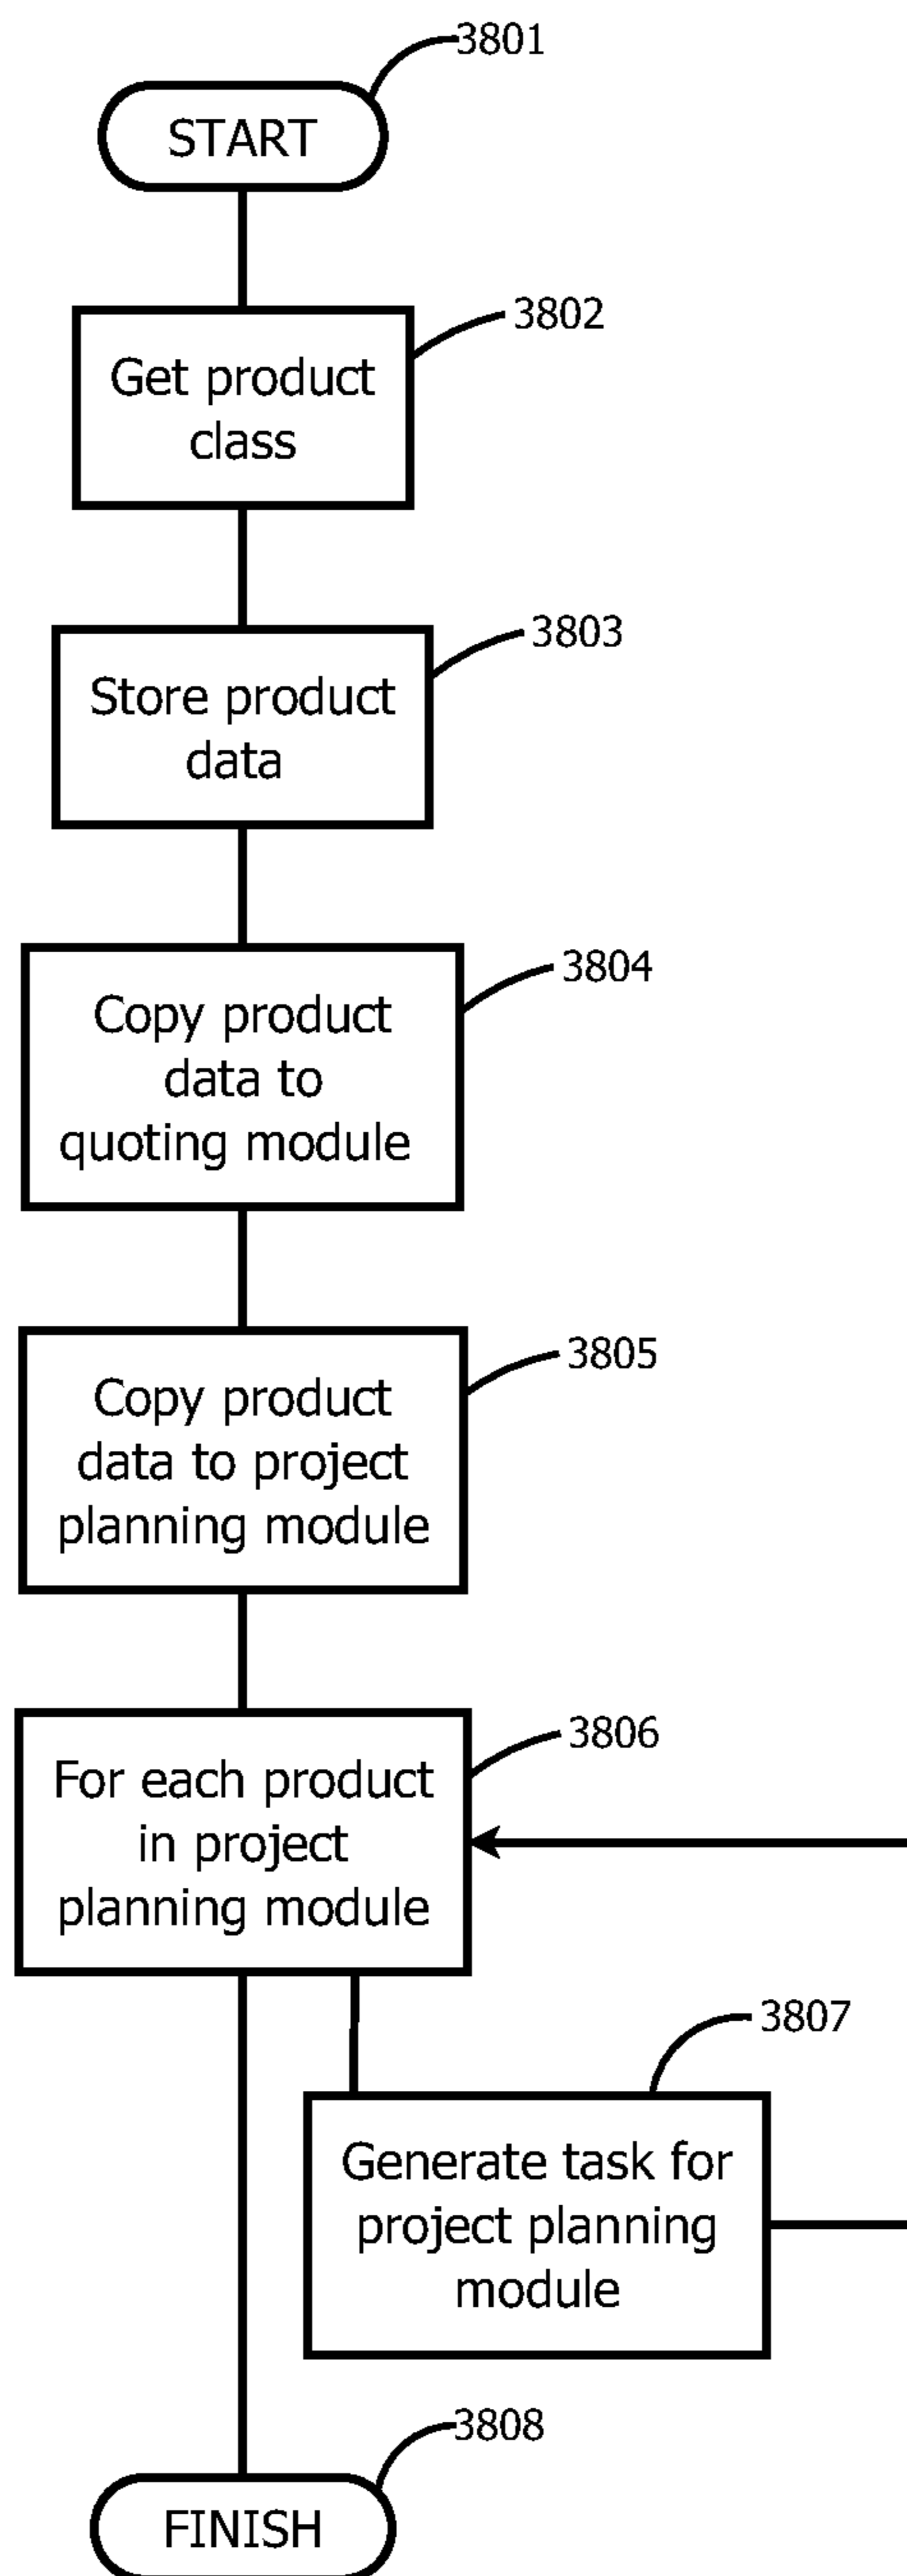 3801
START
3802
Get product
class
3803
Store product
data
3804
Copy product
data to
quoting module
3805
Copy product
data to project
planning module
3806
For each product
in project
planning module
3807
Generate task for
project planning
module
3808
FINISH